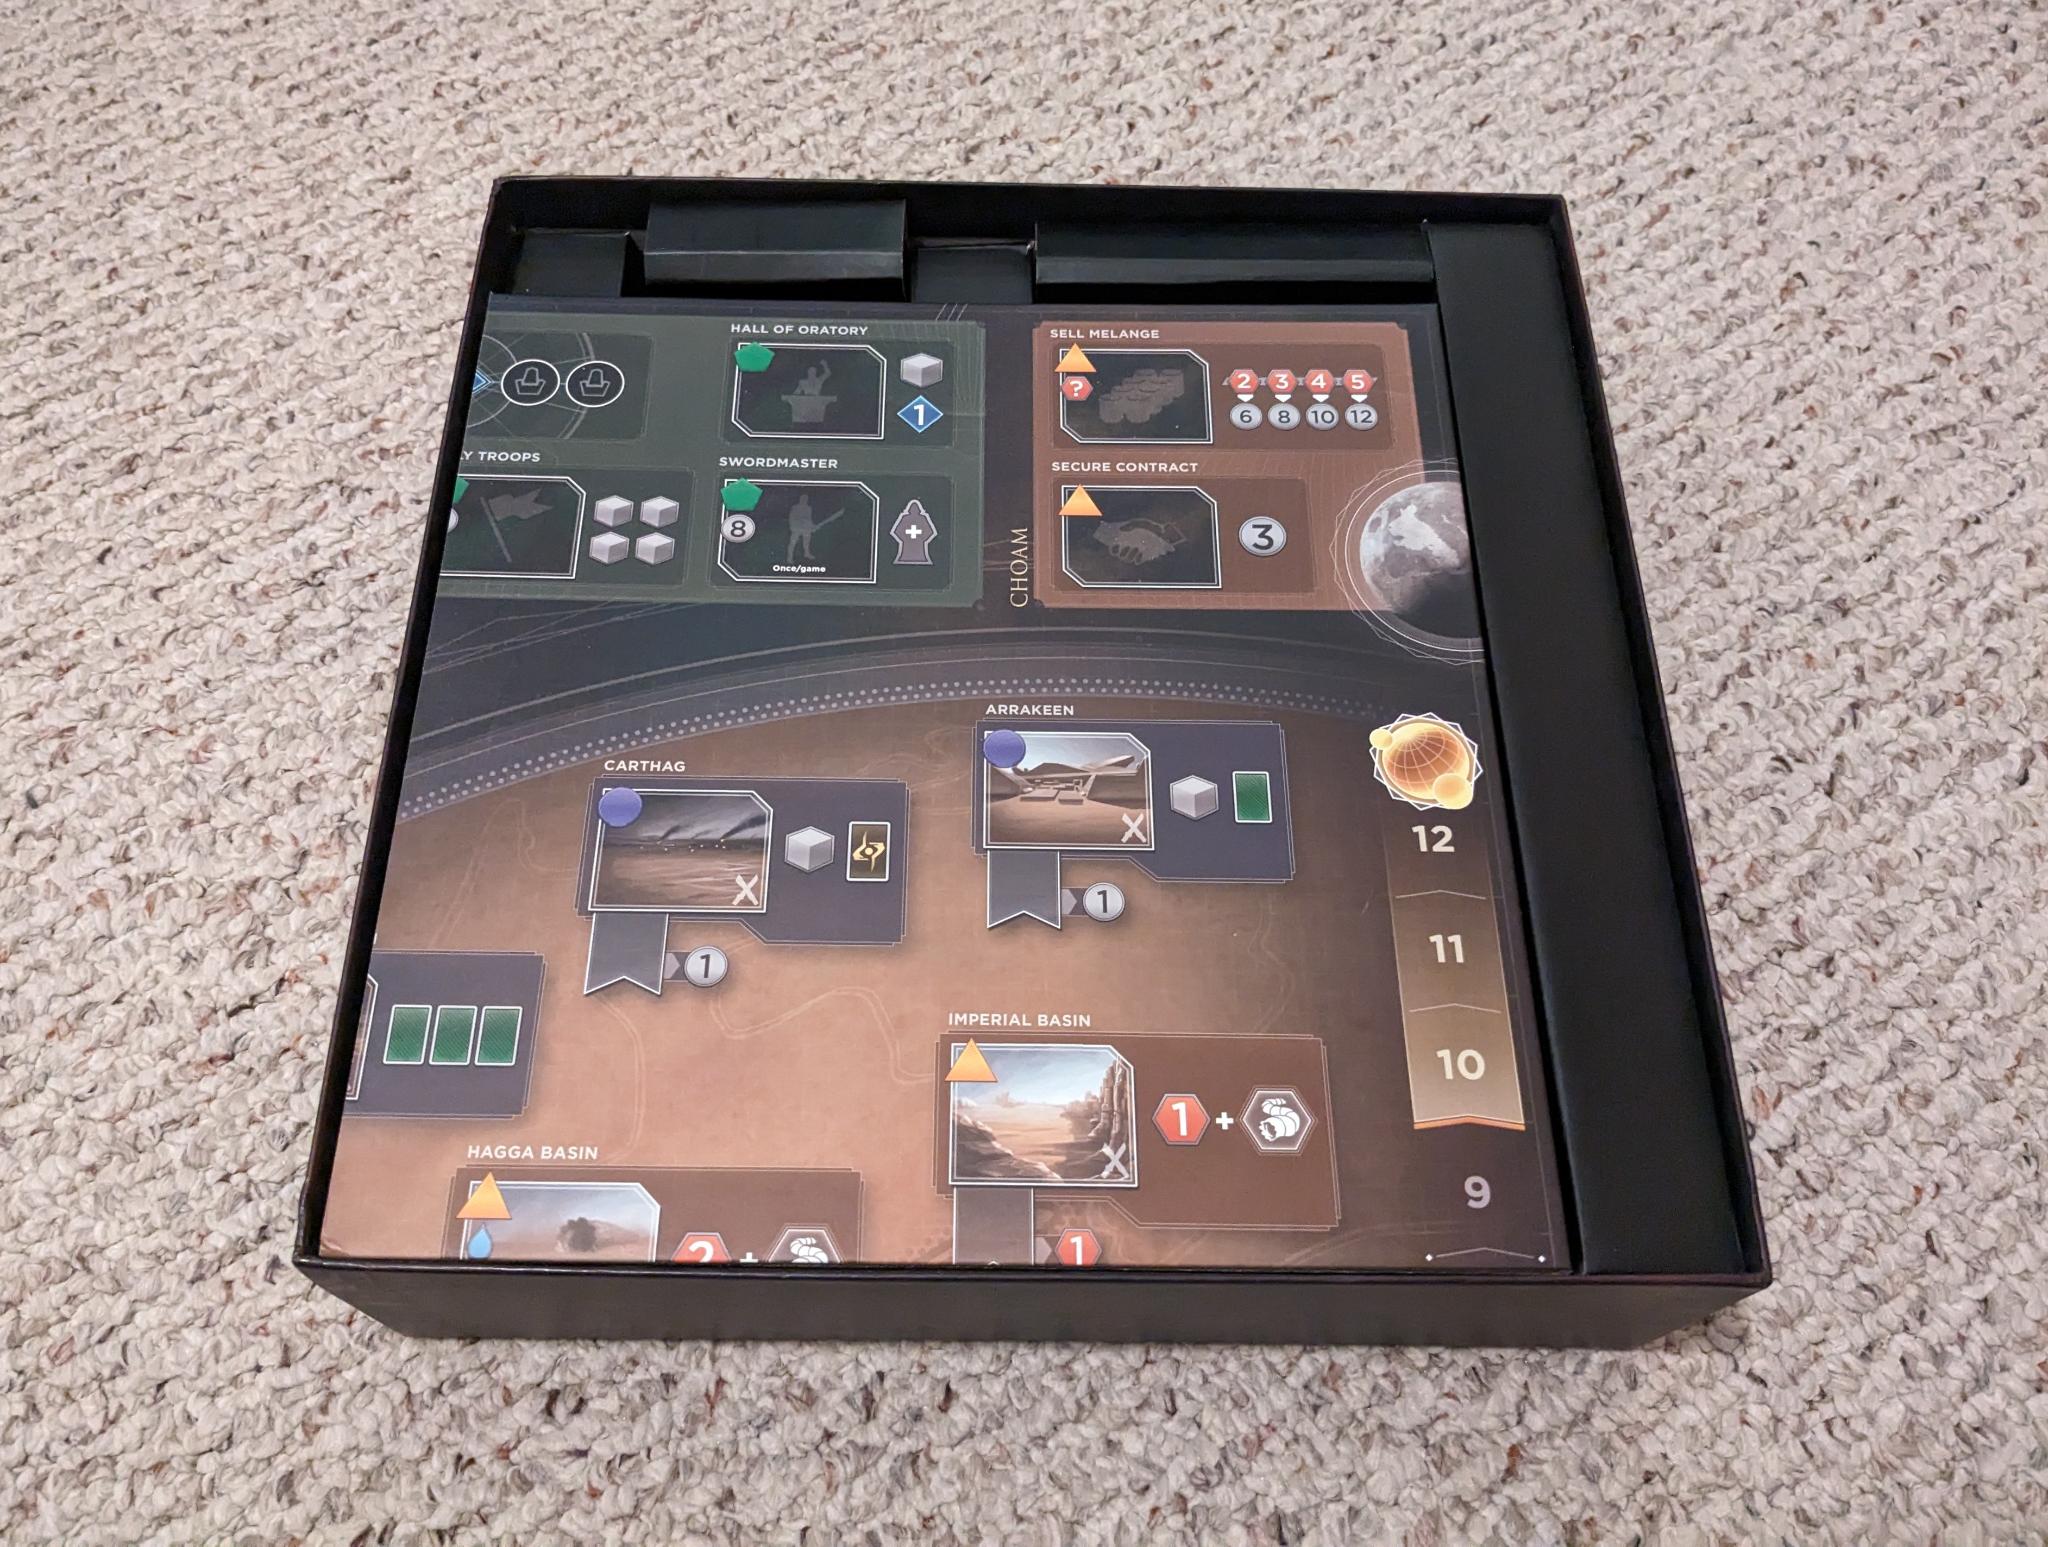 HALL OF ORATORY
1
SELL MELANGE
?
2 3 4 5
6 8 10 12
LY TROOPS
SWORDMASTER
8
Once/game
SECURE CONTRACT
3
CHOAM
ARRAKEEN
1
CARTHAG
1
12
11
10
9
IMPERIAL BASIN
1 +
1
HAGGA BASIN
2 +